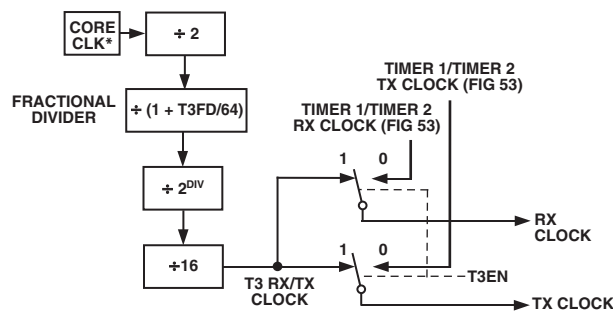 CORE
CLK*
÷ 2
FRACTIONAL
DIVIDER
÷ (1 + T3FD/64)
÷ 2DIV
÷16
T3 RX/TX
CLOCK
TIMER 1/TIMER 2
TX CLOCK (FIG 53)
TIMER 1/TIMER 2
RX CLOCK (FIG 53)
1 0
RX
CLOCK
1 0
T3EN
TX CLOCK